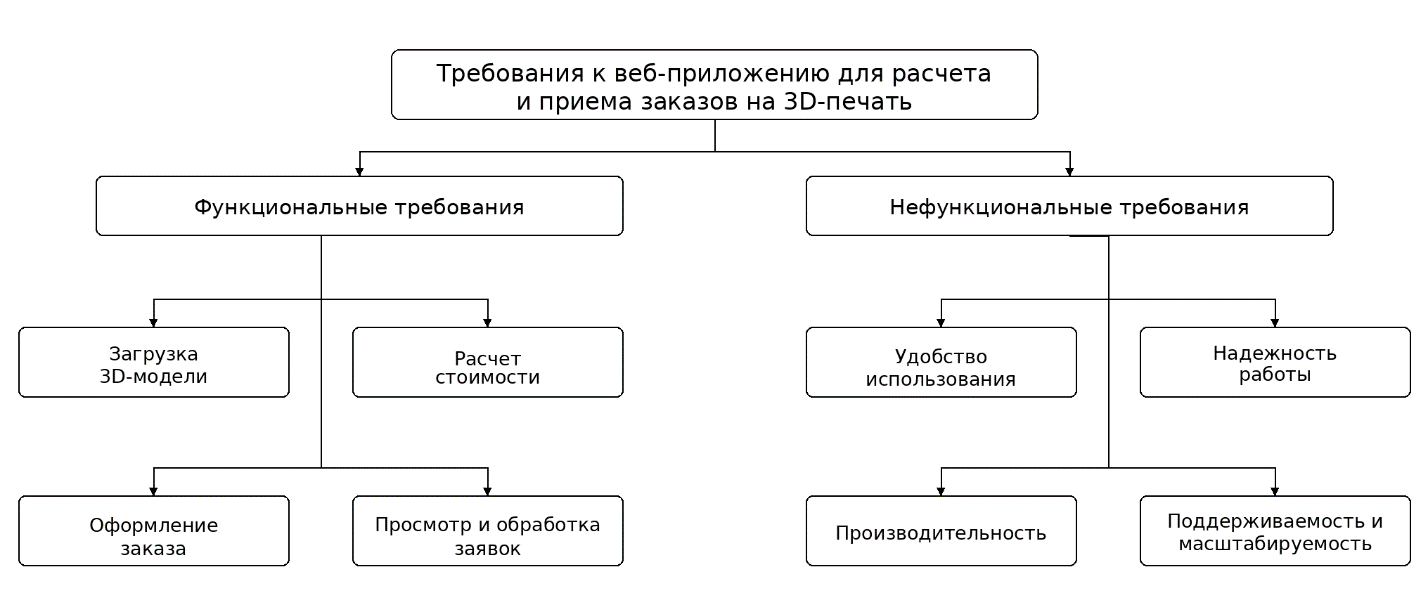 Требования к веб-приложению для расчета
и приема заказов на 3D-печать
Функциональные требования
Нефункциональные требования
Загрузка
3D-модели
Расчет
стоимости
Удобство
использования
Надежность
работы
Оформление
заказа
Просмотр и обработка
заявок
Производительность
Поддерживаемость и
масштабируемость